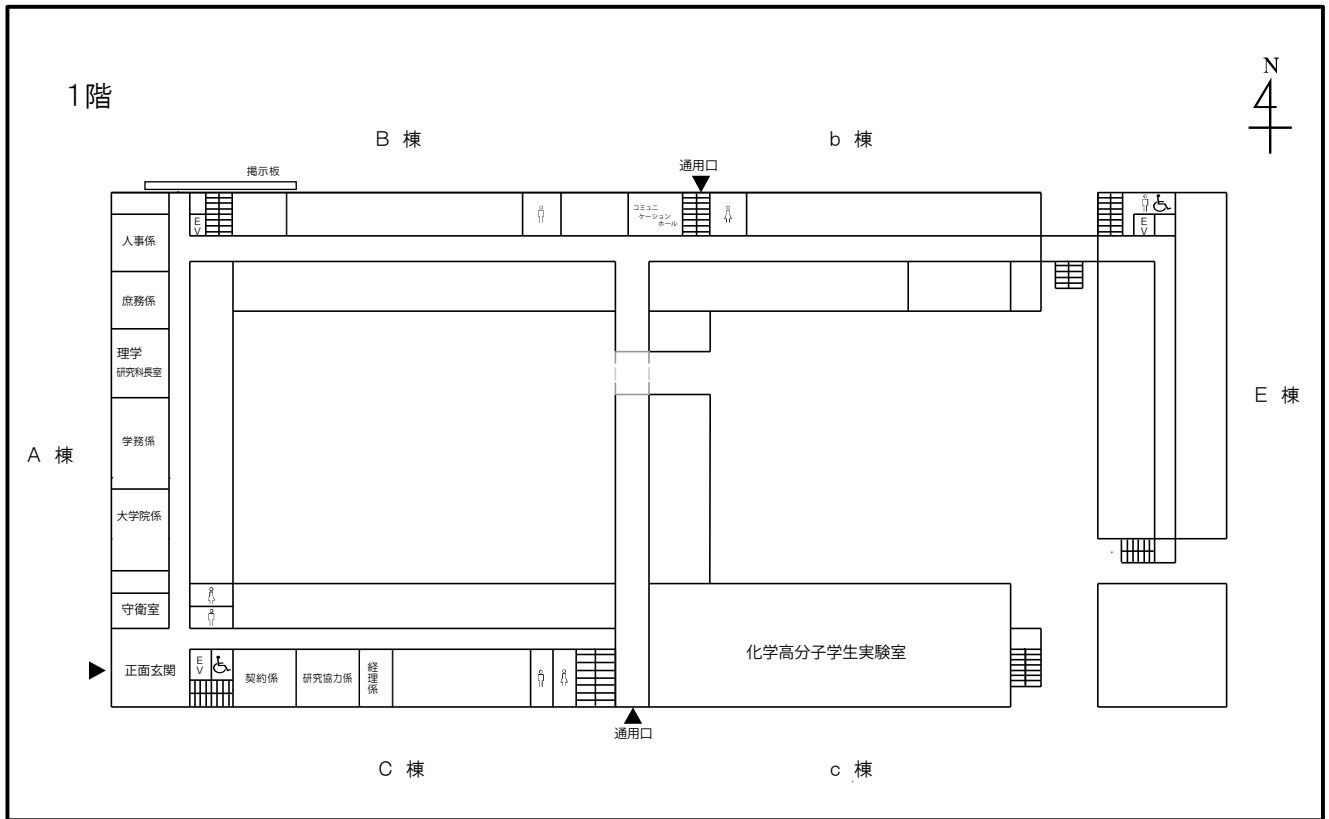 1階
N
B 棟
b 棟
掲示板
通用口
EV
コミュニ
ケーション
ホール
EV
人事係
庶務係
理学
研究科長室
学務係
A 棟
E 棟
大学院係
守衛室
正面玄関
EV
契約係
研究協力係
経理係
化学高分子学生実験室
通用口
C 棟
c 棟